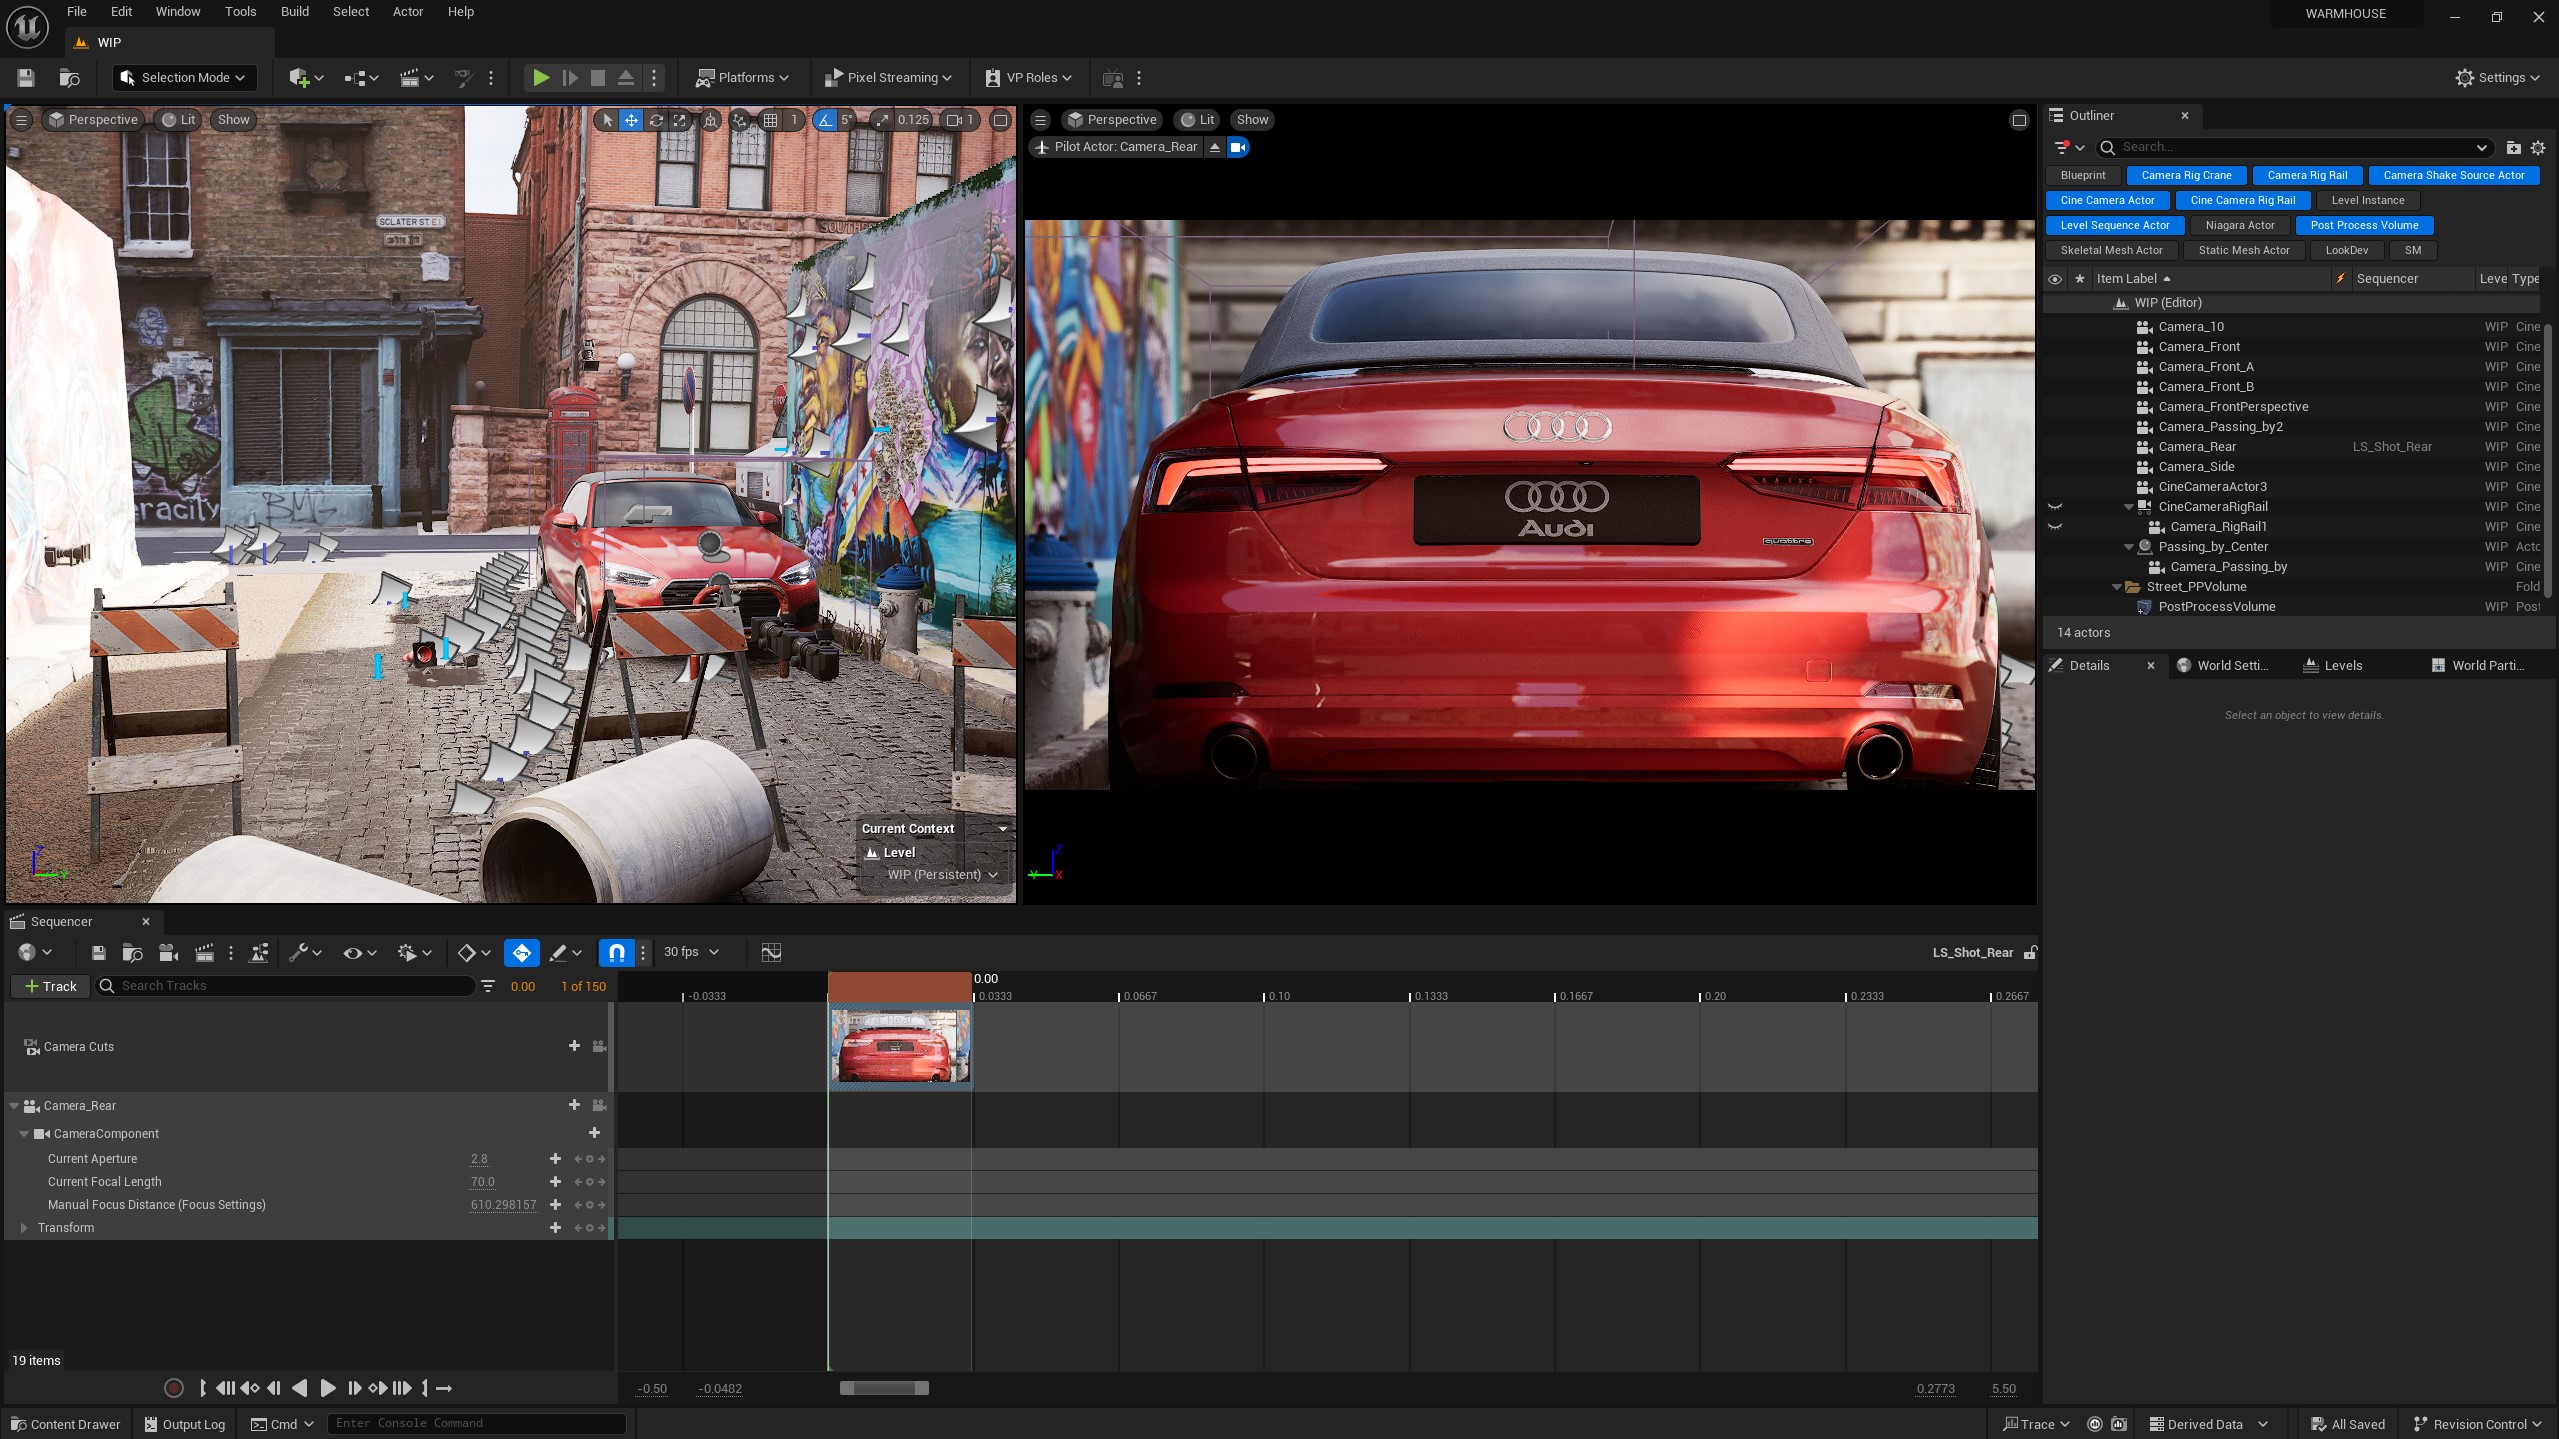 File Edit Window Tools Build Select Actor Help
WARMHOUSE
WIP
Selection Mode
Platforms
Pixel Streaming
VP Roles
Settings
Perspective Lit Show
1 5° 0.125 1
SCLATER ST E1
eracity
BMT
Current Context
Level
WIP (Persistent)
Z
Y
Perspective Lit Show
Pilot Actor: Camera_Rear
Audi
quattro
Z
Y X
Outliner
Search...
Blueprint Camera Rig Crane Camera Rig Rail Camera Shake Source Actor
Cine Camera Actor Cine Camera Rig Rail Level Instance
Level Sequence Actor Niagara Actor Post Process Volume
Skeletal Mesh Actor Static Mesh Actor LookDev SM
Item Label Sequencer Leve Type
WIP (Editor)
Camera_10 WIP Cine
Camera_Front WIP Cine
Camera_Front_A WIP Cine
Camera_Front_B WIP Cine
Camera_FrontPerspective WIP Cine
Camera_Passing_by2 WIP Cine
Camera_Rear LS_Shot_Rear WIP Cine
Camera_Side WIP Cine
CineCameraActor3 WIP Cine
CineCameraRigRail WIP Cine
Camera_RigRail1 WIP Cine
Passing_by_Center WIP Acto
Camera_Passing_by WIP Cine
Street_PPVolume Fold
PostProcessVolume WIP Post
14 actors
Details World Setti... Levels World Parti...
Select an object to view details.
Sequencer
30 fps
LS_Shot_Rear
Track
Search Tracks
0.00 1 of 150
0.00
-0.0333 0.0333 0.0667 0.10 0.1333 0.1667 0.20 0.2333 0.2667
Camera Cuts
Camera_Rear
CameraComponent
Current Aperture 2.8
Current Focal Length 70.0
Manual Focus Distance (Focus Settings) 610.298157
Transform
19 items
-0.50 -0.0482 0.2773 5.50
Content Drawer Output Log Cmd Enter Console Command
Trace Derived Data All Saved Revision Control